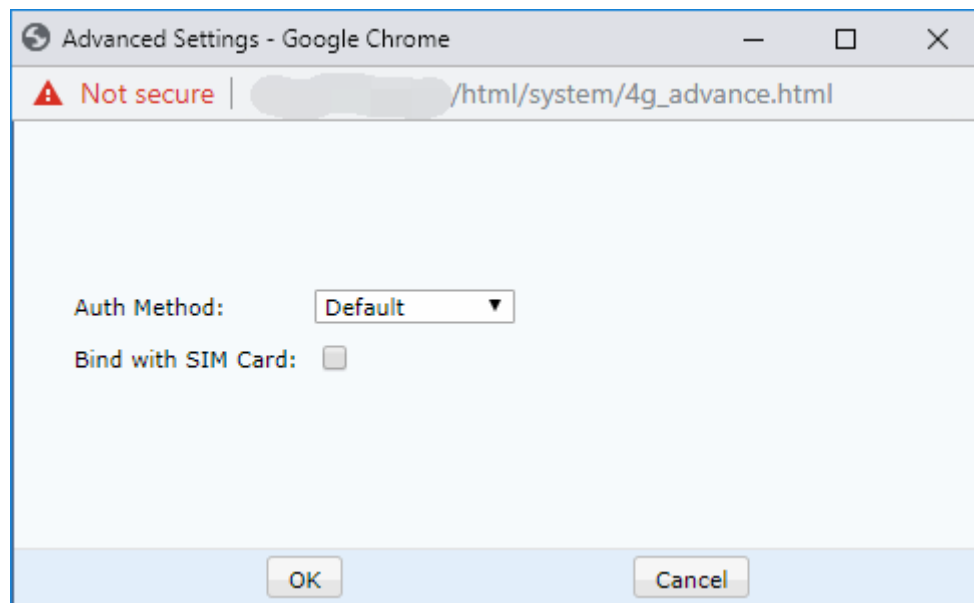 Advanced Settings - Google Chrome
Not secure /html/system/4g_advance.html
Auth Method: Default
Bind with SIM Card:
OK Cancel